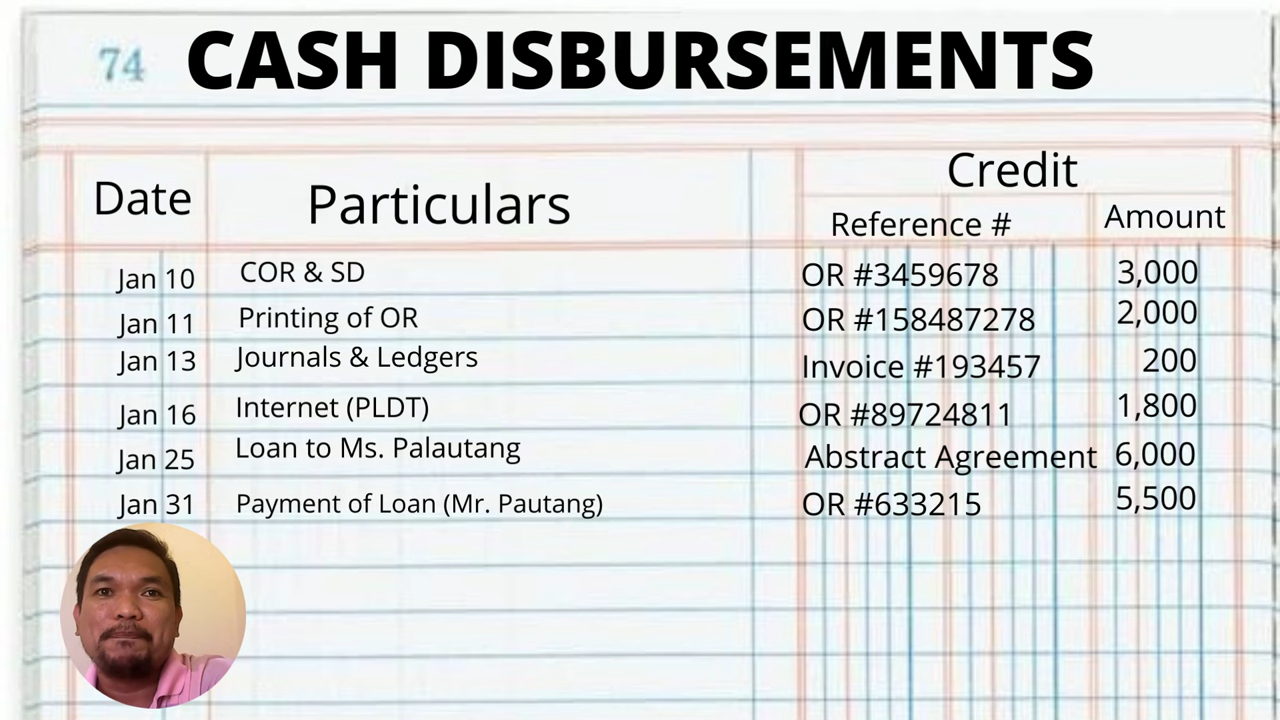 74 CASH DISBURSEMENTS
Date Particulars Credit
Reference # Amount
Jan 10 COR & SD OR #3459678 3,000
Jan 11 Printing of OR OR #158487278 2,000
Jan 13 Journals & Ledgers Invoice #193457 200
Jan 16 Internet (PLDT) OR #89724811 1,800
Jan 25 Loan to Ms. Palautang Abstract Agreement 6,000
Jan 31 Payment of Loan (Mr. Pautang) OR #633215 5,500